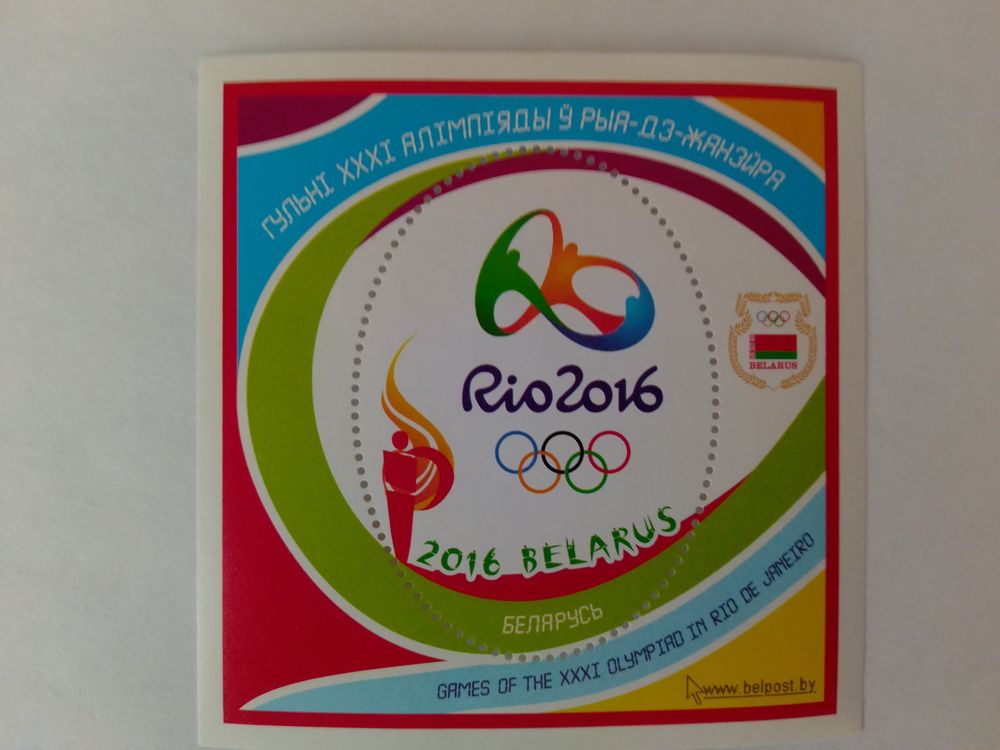 ГУЛЬНІ XXXI АЛІМПІЯДЫ Ў РЫА-ДЭ-ЖАНЭЙРА
Rio2016
BELARUS
2016 BELARUS
БЕЛАРУСЬ
GAMES OF THE XXXI OLYMPIAD IN RIO DE JANEIRO
www.belpost.by